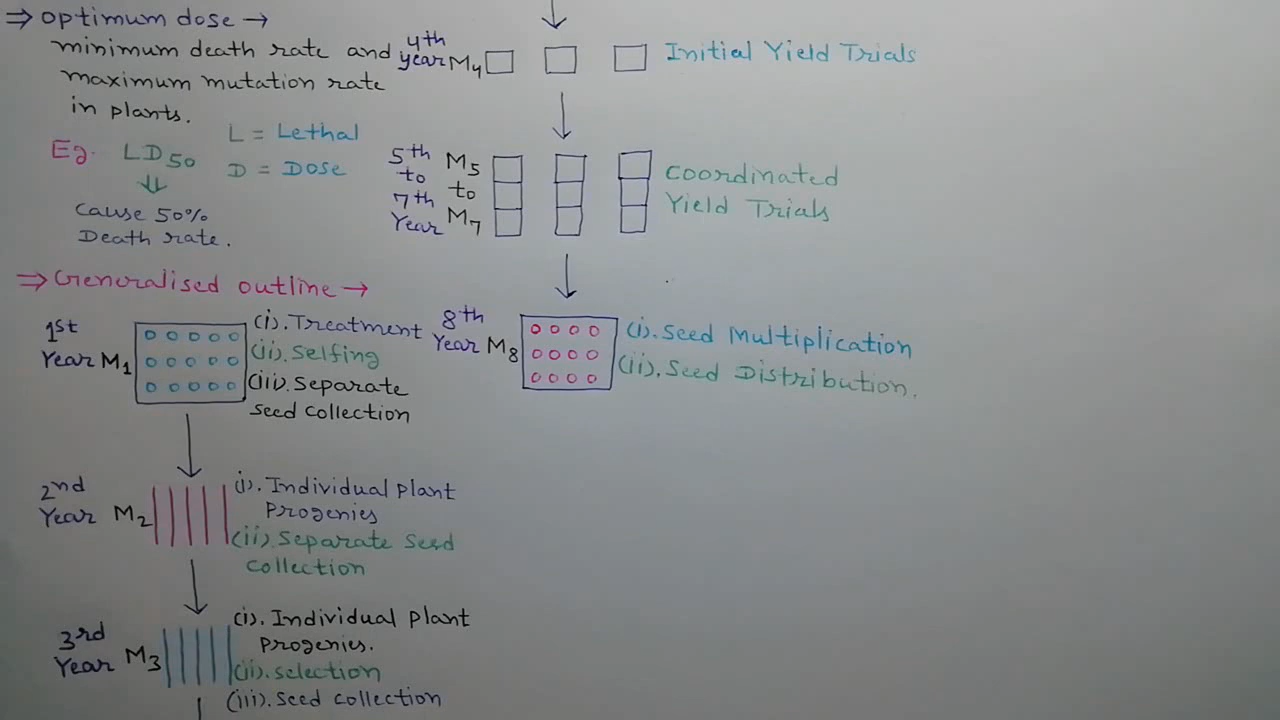 ⇒ optimum dose →
minimum death rate and
maximum mutation rate
in plants.
Eg. LD50
L = Lethal
D = Dose
cause 50%
Death rate.
⇒ Generalised outline →
1st
Year M1
(i). Treatment
(ii). Selfing
(iii). Separate
Seed collection
2nd
Year M2
(i). Individual plant
Progenies
(ii). Separate Seed
collection
3rd
Year M3
(i). Individual plant
Progenies.
(ii). selection
(iii). Seed collection
4th
year M4
Initial Yield Trials
5th
to
7th
Year
M5
to
M7
Coordinated
Yield Trials
8th
Year M8
(i). Seed Multiplication
(ii). Seed Distribution.